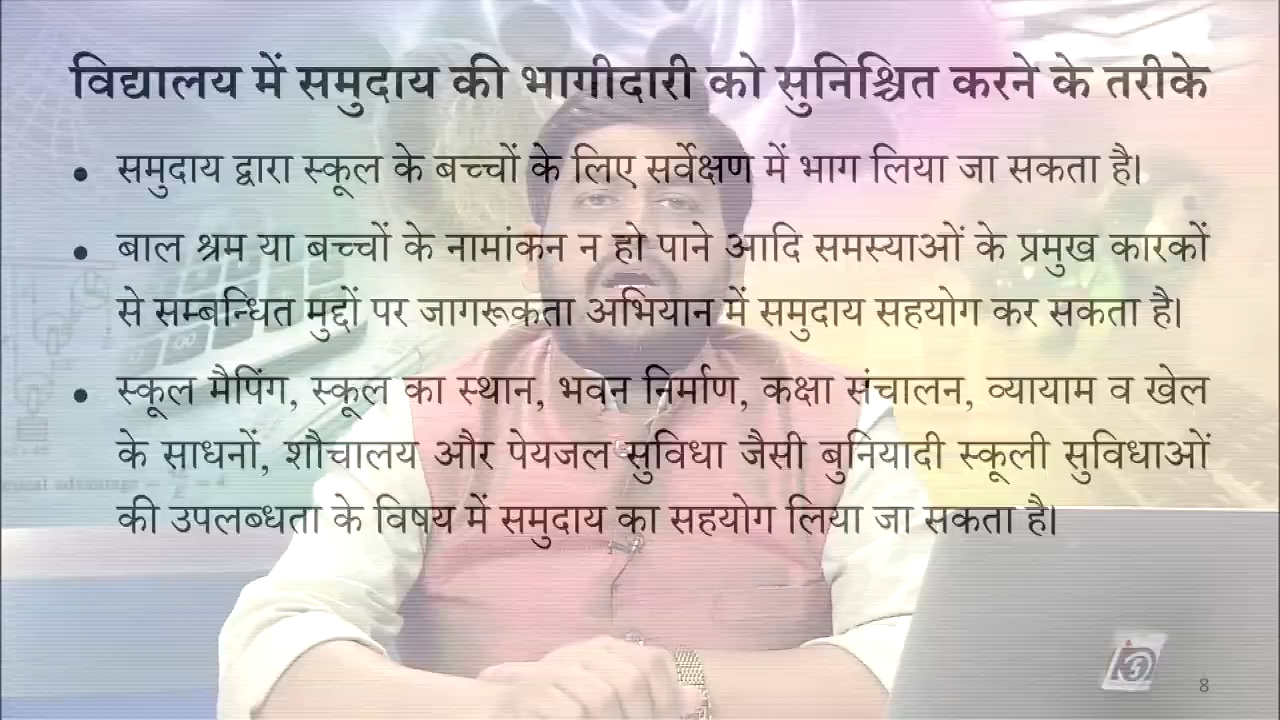 विद्यालय में समुदाय की भागीदारी को सुनिश्चित करने के तरीके
• समुदाय द्वारा स्कूल के बच्चों के लिए सर्वेक्षण में भाग लिया जा सकता है।
• बाल श्रम या बच्चों के नामांकन न हो पाने आदि समस्याओं के प्रमुख कारकों
से सम्बन्धित मुद्दों पर जागरूकता अभियान में समुदाय सहयोग कर सकता है।
• स्कूल मैपिंग, स्कूल का स्थान, भवन निर्माण, कक्षा संचालन, व्यायाम व खेल
के साधनों, शौचालय और पेयजल सुविधा जैसी बुनियादी स्कूली सुविधाओं
की उपलब्धता के विषय में समुदाय का सहयोग लिया जा सकता है।
8